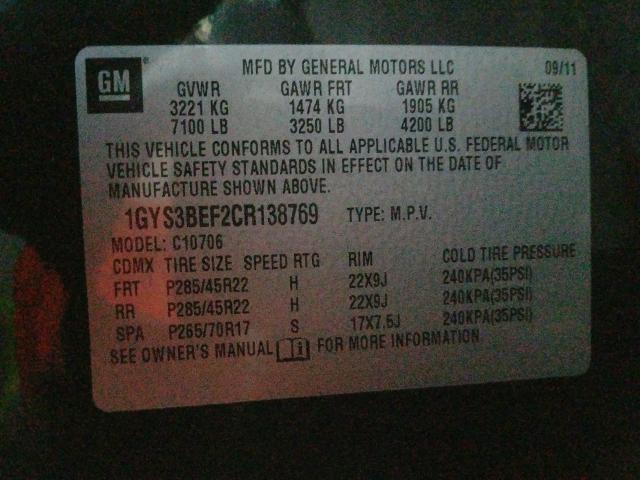 GM
MFD BY GENERAL MOTORS LLC 09/11
GVWR GAWR FRT GAWR RR
3221 KG 1474 KG 1905 KG
7100 LB 3250 LB 4200 LB
THIS VEHICLE CONFORMS TO ALL APPLICABLE U.S. FEDERAL MOTOR
VEHICLE SAFETY STANDARDS IN EFFECT ON THE DATE OF
MANUFACTURE SHOWN ABOVE.
1GYS3BEF2CR138769 TYPE: M.P.V.
MODEL: C10706
CDMX TIRE SIZE SPEED RTG RIM COLD TIRE PRESSURE
FRT P285/45R22 H 22X9J 240KPA(35PSI)
RR P285/45R22 H 22X9J 240KPA(35PSI)
SPA P265/70R17 S 17X7.5J 240KPA(35PSI)
SEE OWNER'S MANUAL FOR MORE INFORMATION